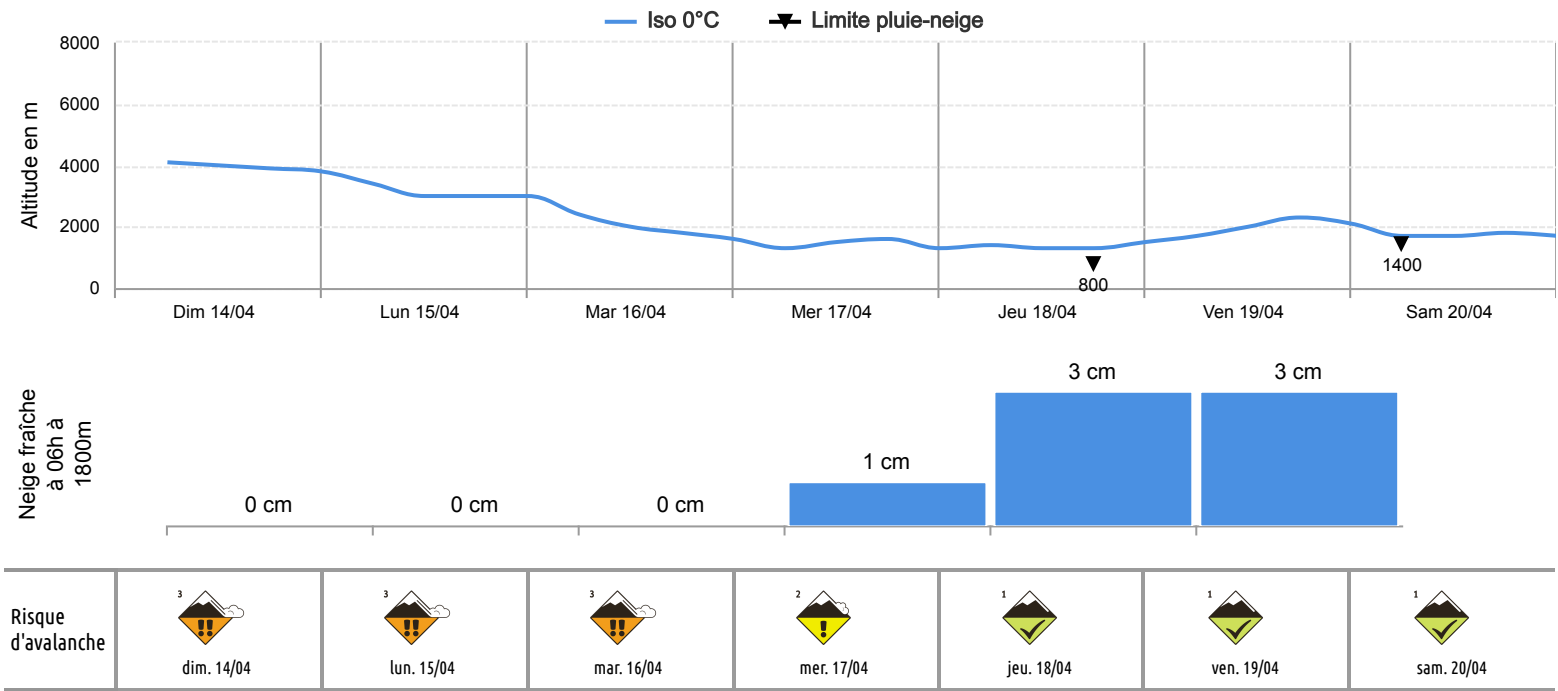 Iso 0°C
Limite pluie-neige
Altitude en m
8000
6000
4000
2000
0
800
1400
Dim 14/04
Lun 15/04
Mar 16/04
Mer 17/04
Jeu 18/04
Ven 19/04
Sam 20/04
Neige fraîche
à 06h à
1800m
0 cm
0 cm
0 cm
1 cm
3 cm
3 cm
Risque
d'avalanche
3
dim. 14/04
3
lun. 15/04
3
mar. 16/04
2
mer. 17/04
1
jeu. 18/04
1
ven. 19/04
1
sam. 20/04